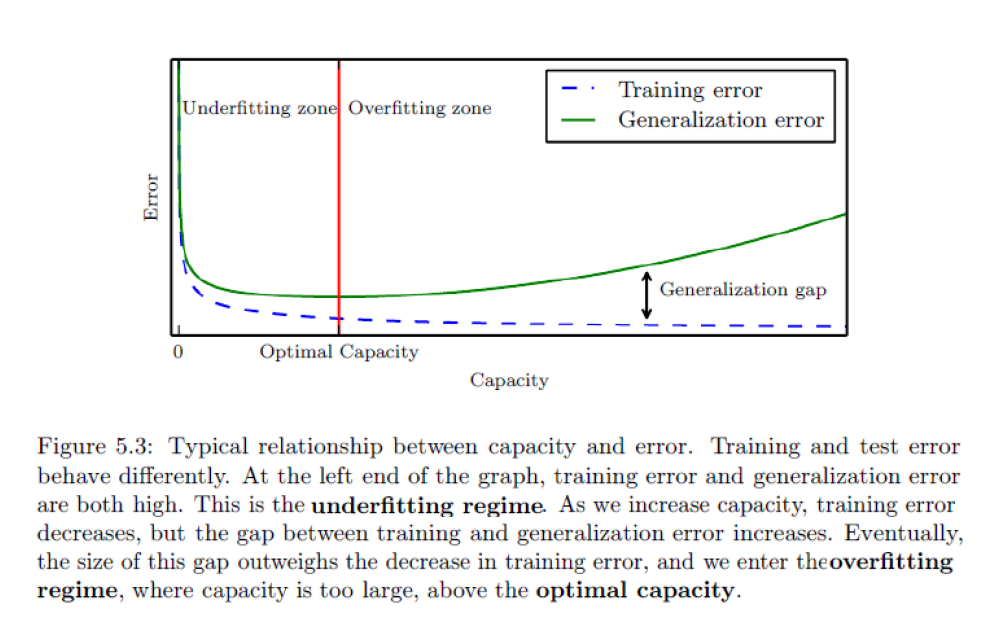 Underfitting zone
Overfitting zone
Training error
Generalization error
Error
Generalization gap
0
Optimal Capacity
Capacity
Figure 5.3: Typical relationship between capacity and error. Training and test error
behave differently. At the left end of the graph, training error and generalization error
are both high. This is the underfitting regime. As we increase capacity, training error
decreases, but the gap between training and generalization error increases. Eventually,
the size of this gap outweighs the decrease in training error, and we enter the overfitting
regime, where capacity is too large, above the optimal capacity.